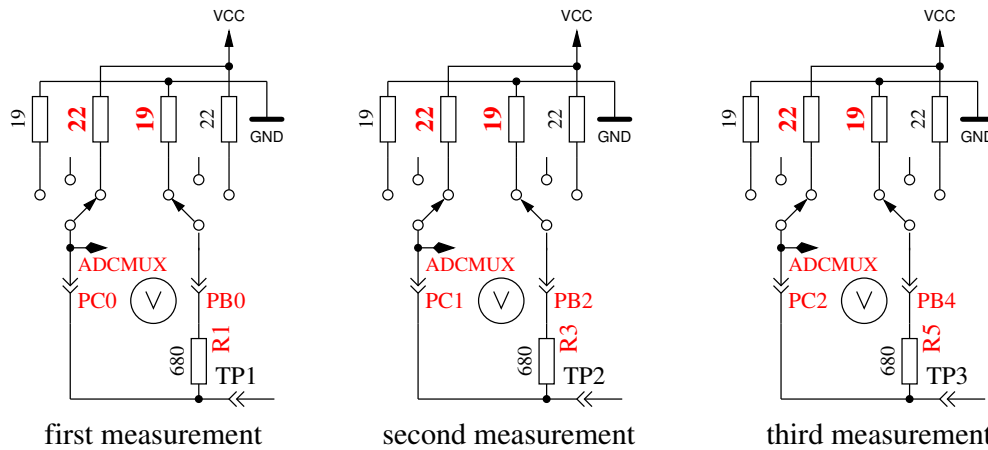 VCC
19
22
19
22
GND
ADCMUX
PC0
V
PB0
R1
680
TP1
first measurement
VCC
19
22
19
22
GND
ADCMUX
PC1
V
PB2
R3
680
TP2
second measurement
VCC
19
22
19
22
GND
ADCMUX
PC2
V
PB4
R5
680
TP3
third measurement